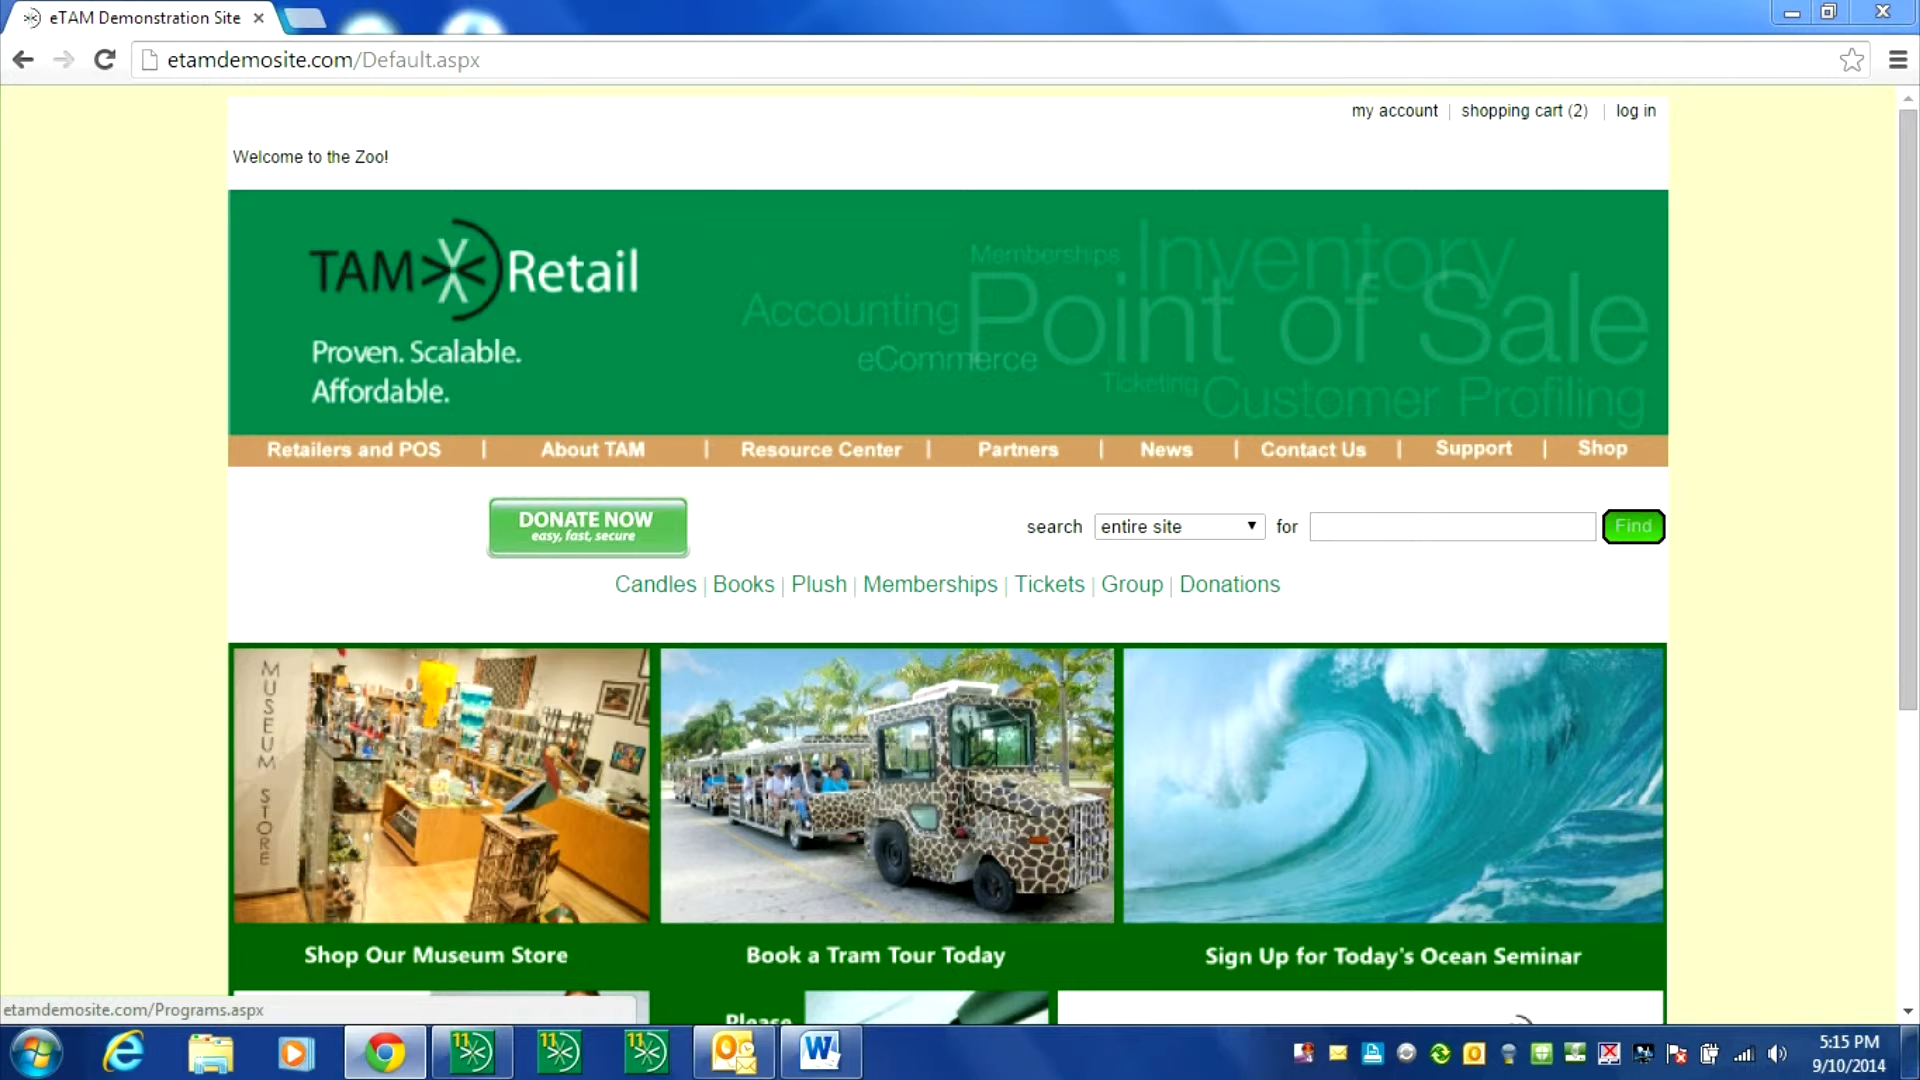 eTAM Demonstration Site
etamdemosite.com/Default.aspx
my account | shopping cart (2) | log in
Welcome to the Zoo!
TAM Retail
Proven. Scalable.
Affordable.
Memberships
Inventory
Accounting
Point of Sale
eCommerce
Ticketing
Customer Profiling
Retailers and POS | About TAM | Resource Center | Partners | News | Contact Us | Support | Shop
DONATE NOW
easy, fast, secure
search entire site for Find
Candles | Books | Plush | Memberships | Tickets | Group | Donations
MUSEUM STORE
Shop Our Museum Store
Book a Tram Tour Today
Sign Up for Today's Ocean Seminar
Please
etamdemosite.com/Programs.aspx
11
11
11
5:15 PM
9/10/2014